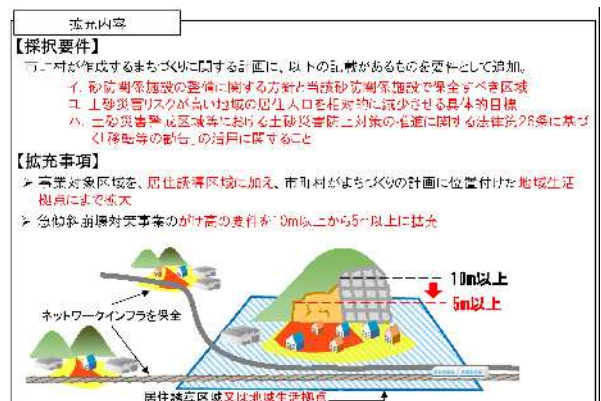 拡充内容
【採択要件】
市町村が作成するまちづくりに関する計画に、以下の記載があるものを要件として追加。
イ．砂防関係施設の整備に関する方針と当該砂防関係施設で保全すべき区域
ロ．土砂災害リスクが高い地域の居住人口を相対的に減少させる具体的目標
ハ．土砂災害警戒区域等における土砂災害防止対策の推進に関する法律第26条に基づ
く「移転等の勧告」の活用に関すること
【拡充事項】
➢ 事業対象区域を、居住誘導区域に加え、市町村がまちづくりの計画に位置付けた地域生活
拠点にまで拡大
➢ 急傾斜崩壊対策事業のがけ高の要件を10m以上から5m以上に拡充
10m以上
5m以上
ネットワークインフラを保全
居住誘導区域又は地域生活拠点